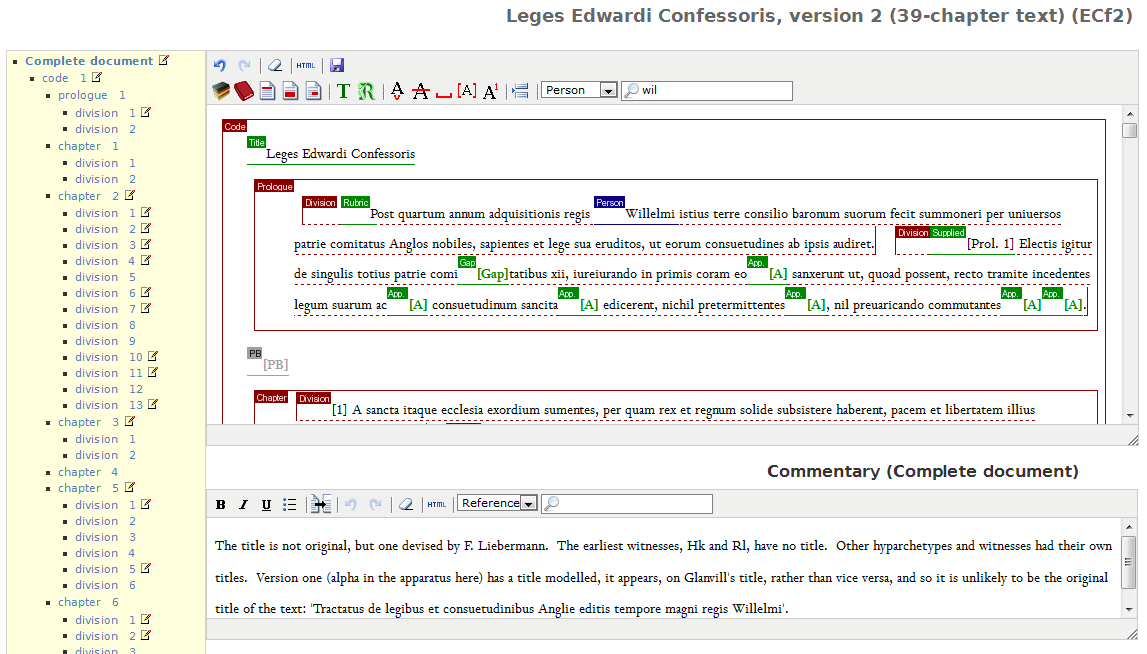 Leges Edwardi Confessoris, version 2 (39-chapter text) (ECf2)
Complete document
code 1
prologue 1
division 1
division 2
chapter 1
division 1
division 2
chapter 2
division 1
division 2
division 3
division 4
division 5
division 6
division 7
division 8
division 9
division 10
division 11
division 12
division 13
chapter 3
division 1
division 2
chapter 4
chapter 5
division 1
division 2
division 3
division 4
division 5
division 6
chapter 6
division 1
division 2
division 3
HTML
T R A A [A] A1 Person wil
Code
Title
Leges Edwardi Confessoris
Prologue
Division Rubric Post quartum annum adquisitionis regis Person Willelmi istius terre consilio baronum suorum fecit summoneri per uniuersos
patrie comitatus Anglos nobiles, sapientes et lege sua eruditos, ut eorum consuetudines ab ipsis audiret. Division Supplied [Prol. 1] Electis igitur
de singulis totius patrie comi Gap [Gap]tatibus xii, iureiurando in primis coram eo App. [A] sanxerunt ut, quoad possent, recto tramite incedentes
legum suarum ac App. [A] consuetudinum sancita App. [A] edicerent, nichil pretermittentes App. [A], nil preuaricando commutantes App. [A] App. [A].
PB
[PB]
Chapter Division [1] A sancta itaque ecclesia exordium sumentes, per quam rex et regnum solide subsistere haberent, pacem et libertatem illius
Commentary (Complete document)
B I U HTML Reference
The title is not original, but one devised by F. Liebermann. The earliest witnesses, Hk and Rl, have no title. Other hyparchetypes and witnesses had their own
titles. Version one (alpha in the apparatus here) has a title modelled, it appears, on Glanvill's title, rather than vice versa, and so it is unlikely to be the original
title of the text: 'Tractatus de legibus et consuetudinibus Anglie editis tempore magni regis Willelmi'.